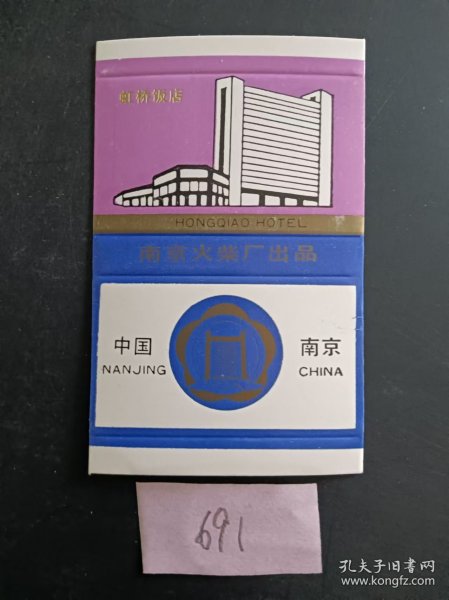 虹桥饭店
HONGQIAO HOTEL
南京火柴厂出品
中国 南京
NANJING CHINA
691
孔夫子旧书网
www.kongfz.com